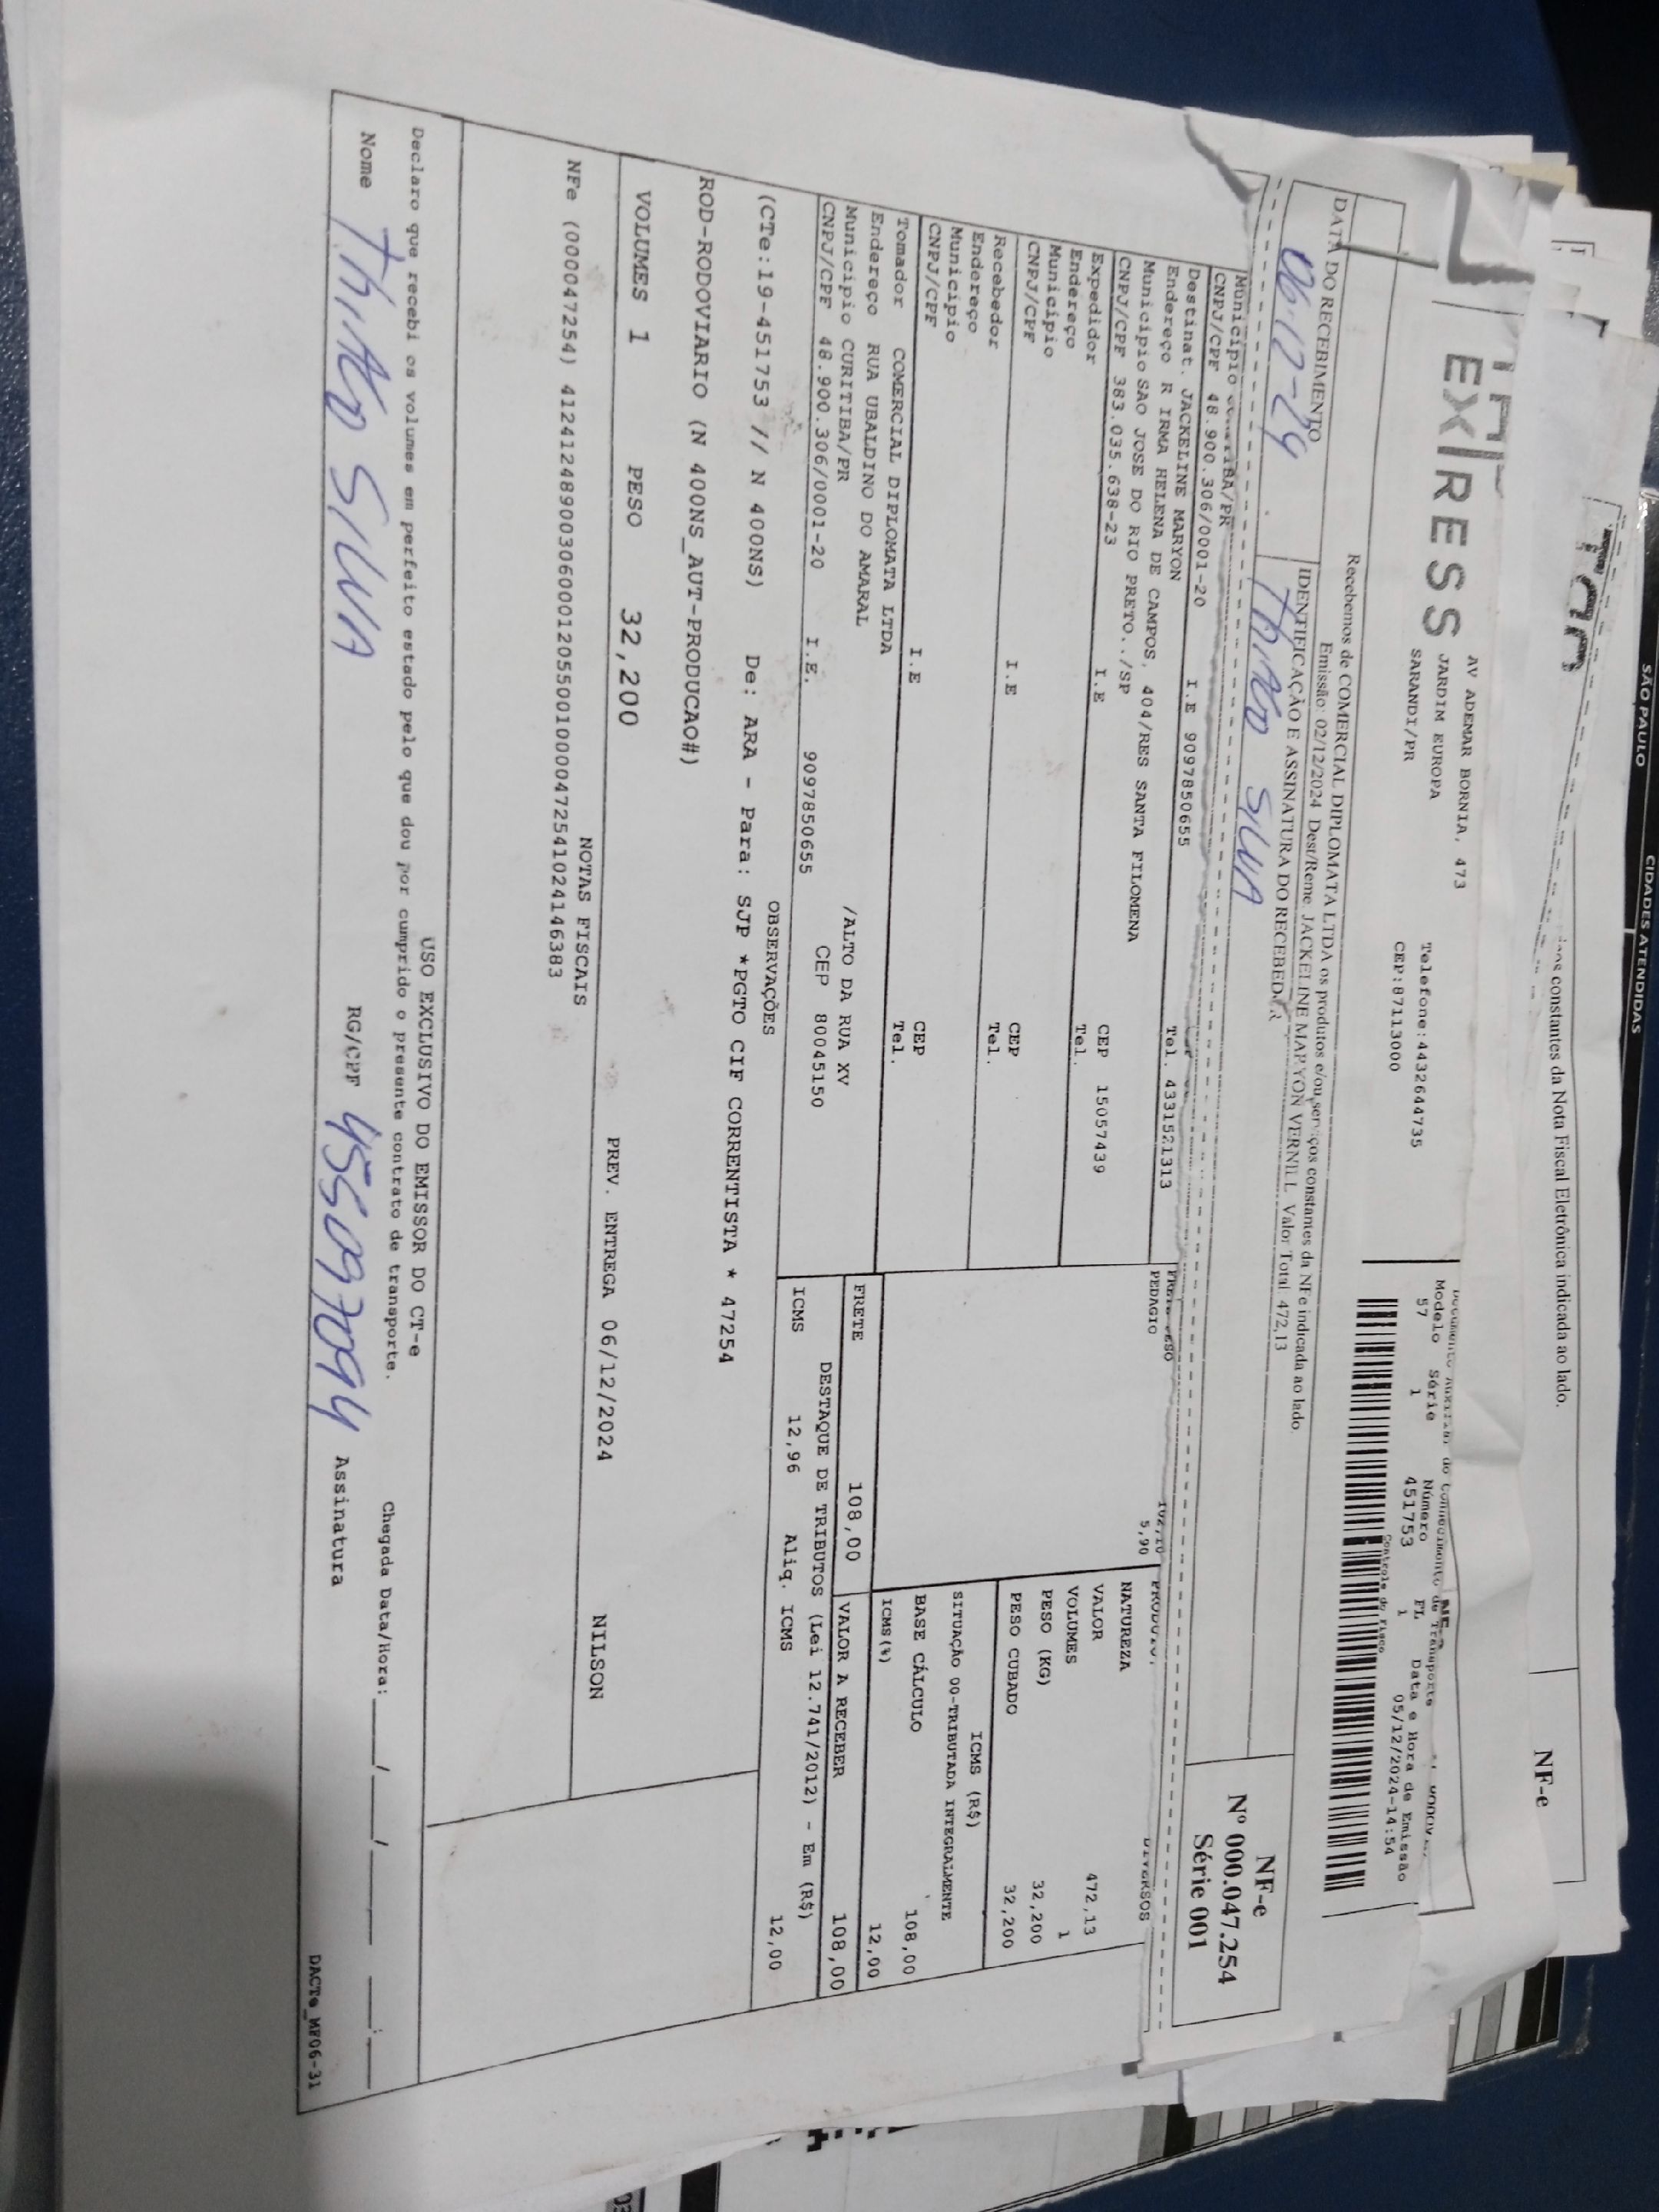 SÃO PAULO
CIDADES ATENDIDAS
constantes da Nota Fiscal Eletrônica indicada ao lado.
NF-e
EXPRESS
AV ADEMAR BORNIA, 473
JARDIM EUROPA
SARANDI/PR
Telefone:4432644735
CEP:87113000
Modelo Série Número FL Data e Hora de Emissão
57 1 451753 1 05/12/2024-14:54
Controle do Fisco
Recebemos de COMERCIAL DIPLOMATA LTDA os produtos e/ou serviços constantes da NFe indicada ao lado.
Emissão: 02/12/2024 Dest/Reme: JACKELINE MARYON VERNILL Valor Total: 472,13
DATA DO RECEBIMENTO
IDENTIFICAÇÃO E ASSINATURA DO RECEBEDOR
06-12-24
THIAGO SILVA
NF-e
Nº 000.047.254
Série 001
Município
CNPJ/CPF 48.900.306/0001-20 I.E 9097850655 Tel. 4331521313
Destinat. JACKELINE MARYON
Endereço R IRMA HELENA DE CAMPOS, 404/RES SANTA FILOMENA
Município SAO JOSE DO RIO PRETO../SP CEP 15057439
CNPJ/CPF 383.035.638-23 I.E Tel.
Expedidor
Endereço
Município CEP
CNPJ/CPF I.E Tel.
Recebedor
Endereço
Município CEP
CNPJ/CPF I.E Tel.
PEDAGIO 5,90
NATUREZA DIVERSOS
VALOR 472,13
VOLUMES 1
PESO (KG) 32,200
PESO CUBADO 32,200
ICMS (R$)
SITUAÇÃO 00-TRIBUTADA INTEGRALMENTE
BASE CÁLCULO 108,00
ICMS(%) 12,00
Tomador COMERCIAL DIPLOMATA LTDA
Endereço RUA UBALDINO DO AMARAL /ALTO DA RUA XV
Município CURITIBA/PR CEP 80045150
CNPJ/CPF 48.900.306/0001-20 I.E. 9097850655
FRETE 108,00 VALOR A RECEBER 108,00
DESTAQUE DE TRIBUTOS (Lei 12.741/2012) - Em (R$)
ICMS 12,96 Aliq. ICMS 12,00
OBSERVAÇÕES
(CTe:19-451753 // N 400NS) De: ARA - Para: SJP *PGTO CIF CORRENTISTA * 47254
ROD-RODOVIARIO (N 400NS_AUT-PRODUCAO#)
VOLUMES 1 PESO 32,200 PREV. ENTREGA 06/12/2024 NILSON
NOTAS FISCAIS
NFe (000047254) 41241248900306000120550010000472541024146383
USO EXCLUSIVO DO EMISSOR DO CT-e
Declaro que recebi os volumes em perfeito estado pelo que dou por cumprido o presente contrato de transporte.
Chegada Data/Hora: __/__/__ __:__
Nome THIAGO SILVA RG/CPF 455097094 Assinatura
DACTe_MF06-31